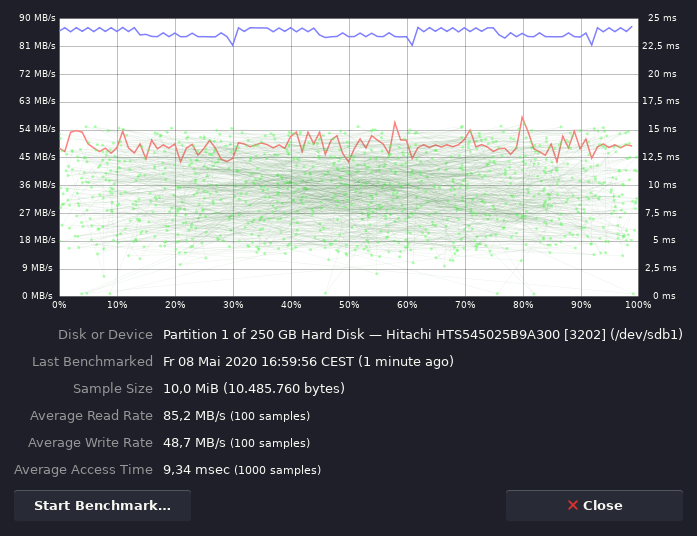 90 MB/s 25 ms
81 MB/s 22,5 ms
72 MB/s 20 ms
63 MB/s 17,5 ms
54 MB/s 15 ms
45 MB/s 12,5 ms
36 MB/s 10 ms
27 MB/s 7,5 ms
18 MB/s 5 ms
9 MB/s 2,5 ms
0 MB/s 0 ms
0% 10% 20% 30% 40% 50% 60% 70% 80% 90% 100%
Disk or Device Partition 1 of 250 GB Hard Disk — Hitachi HTS545025B9A300 [3202] (/dev/sdb1)
Last Benchmarked Fr 08 Mai 2020 16:59:56 CEST (1 minute ago)
Sample Size 10,0 MiB (10.485.760 bytes)
Average Read Rate 85,2 MB/s (100 samples)
Average Write Rate 48,7 MB/s (100 samples)
Average Access Time 9,34 msec (1000 samples)
Start Benchmark... Close